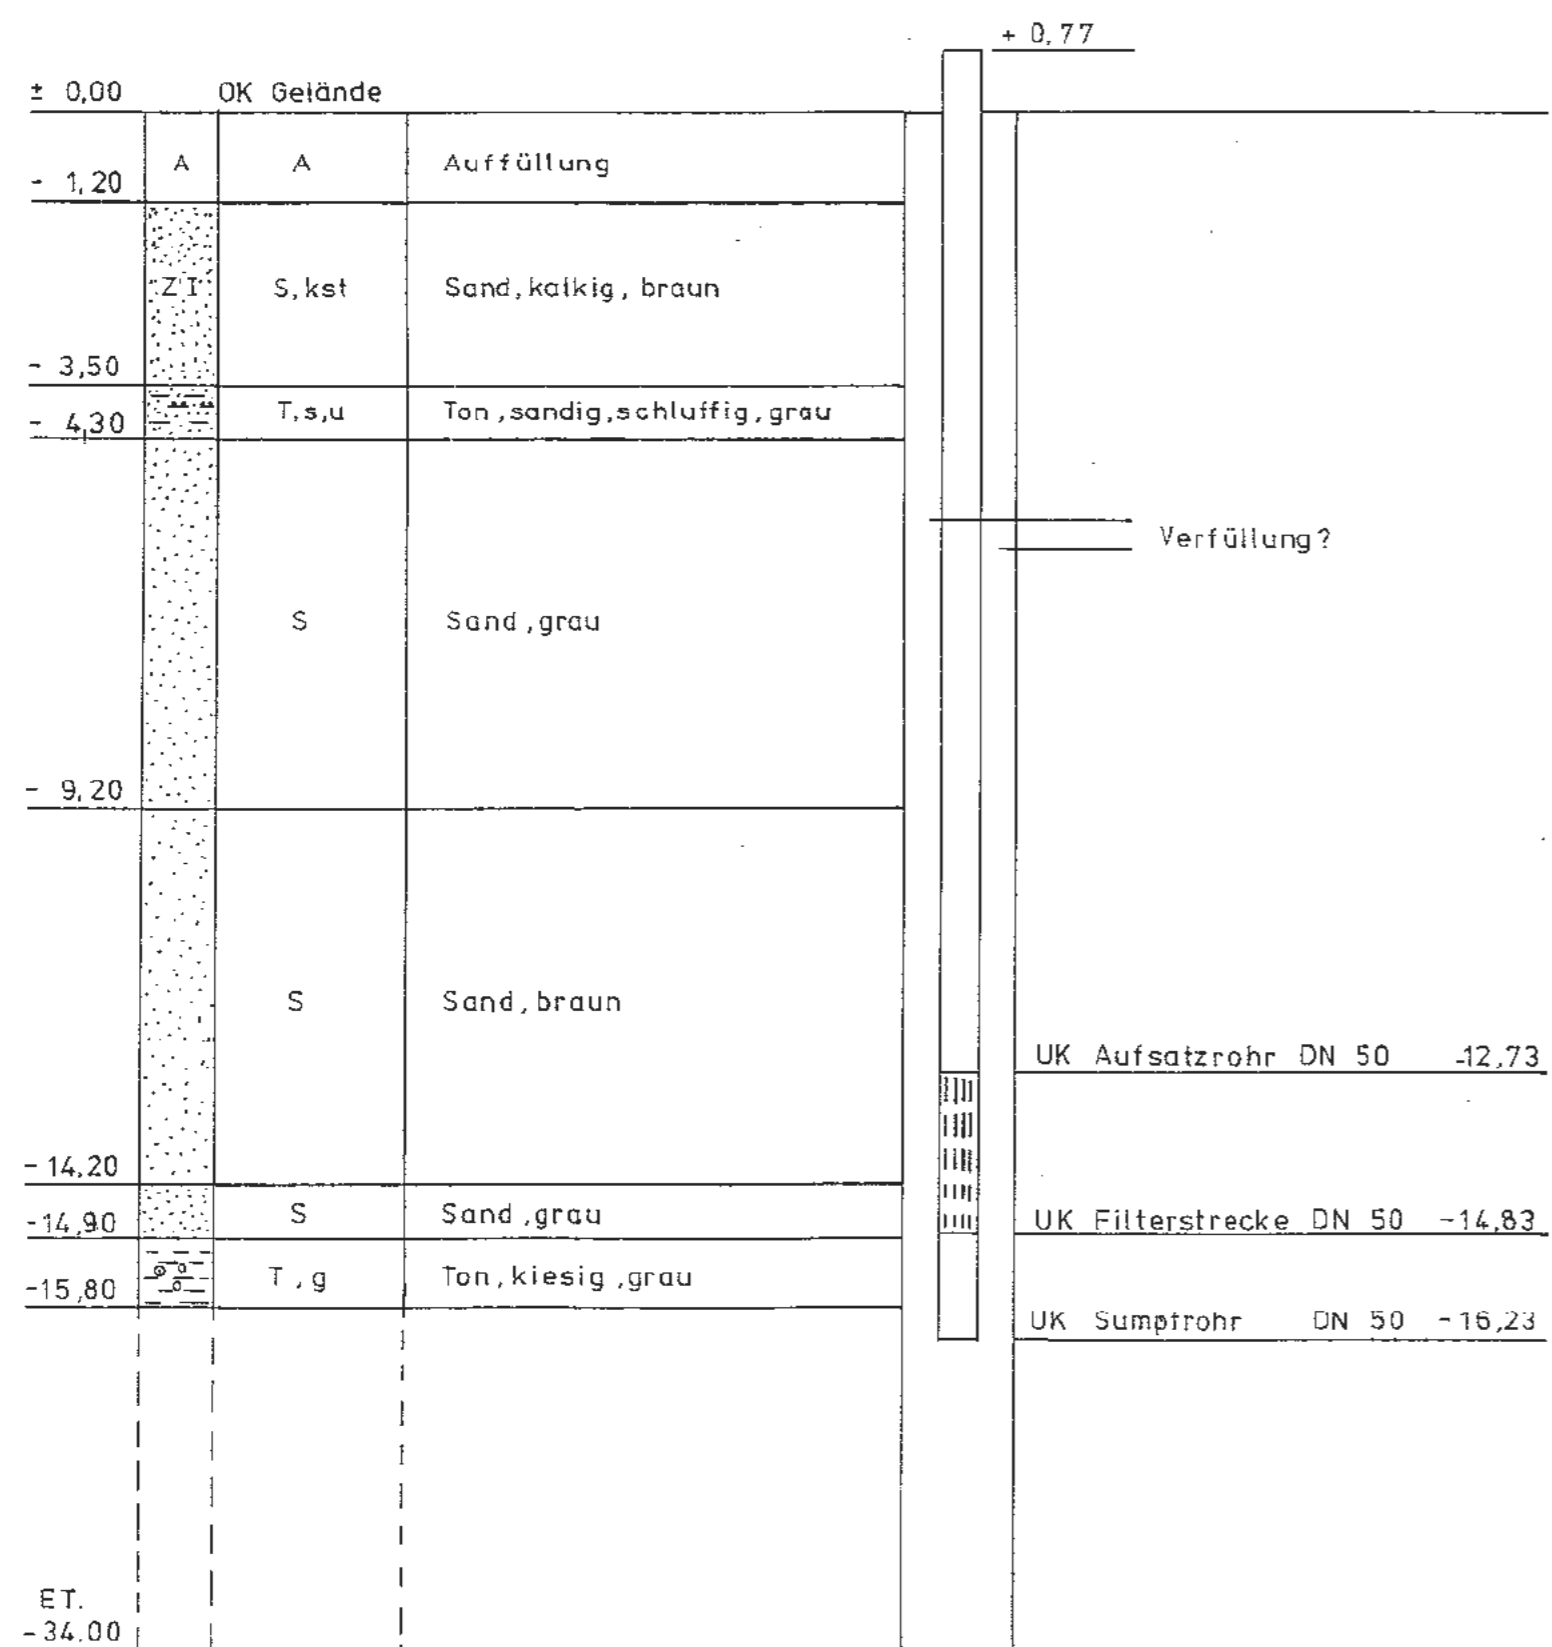 + 0,77
± 0,00 OK Gelände
A A Auffüllung
- 1,20
Z I S,kst Sand,kalkig, braun
- 3,50
T,s,u Ton,sandig,schluffig,grau
- 4,30
Verfüllung?
S Sand,grau
- 9,20
S Sand,braun
UK Aufsatzrohr DN 50 -12,73
- 14,20
S Sand,grau
-14,90
UK Filterstrecke DN 50 -14,83
T,g Ton,kiesig,grau
-15,80
UK Sumpfrohr DN 50 -16,23
ET.
-34.00